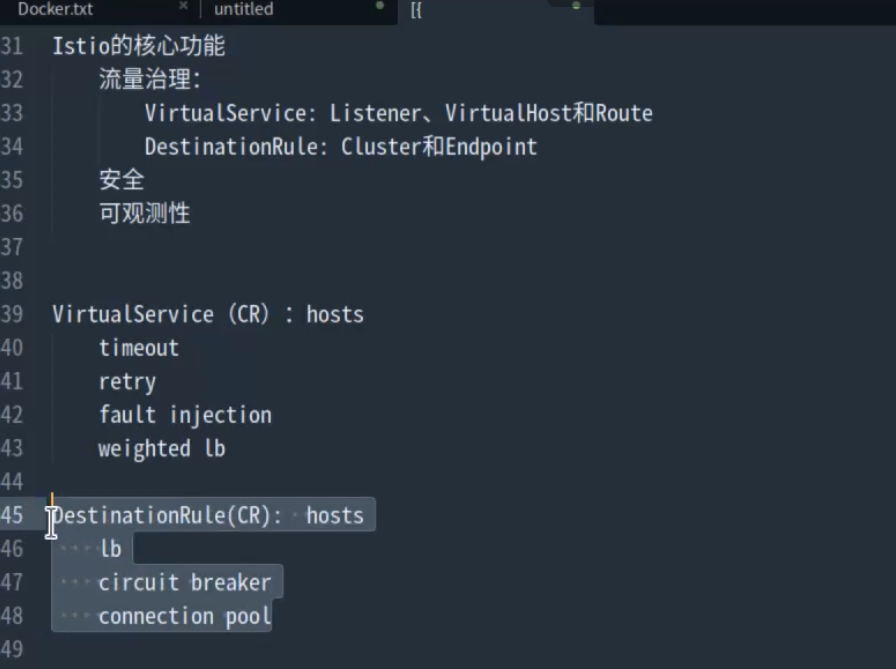 Docker.txt × untitled [{
31 Istio的核心功能
32 流量治理:
33 VirtualService: Listener、VirtualHost和Route
34 DestinationRule: Cluster和Endpoint
35 安全
36 可观测性
37
38
39 VirtualService（CR）：hosts
40 timeout
41 retry
42 fault injection
43 weighted lb
44
45 DestinationRule(CR): hosts
46 lb
47 circuit breaker
48 connection pool
49